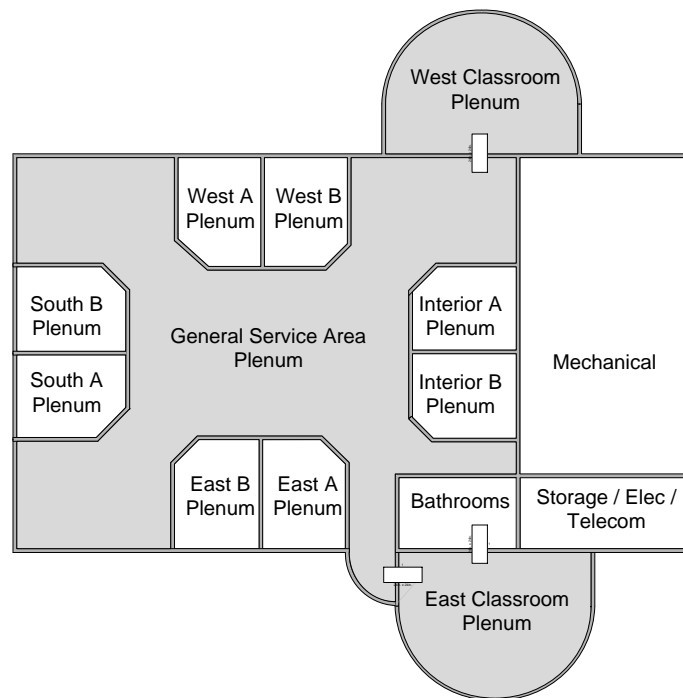 West Classroom
Plenum
West A
Plenum
West B
Plenum
South B
Plenum
Interior A
Plenum
General Service Area
Plenum
Mechanical
South A
Plenum
Interior B
Plenum
East B
Plenum
East A
Plenum
Bathrooms
Storage / Elec /
Telecom
East Classroom
Plenum